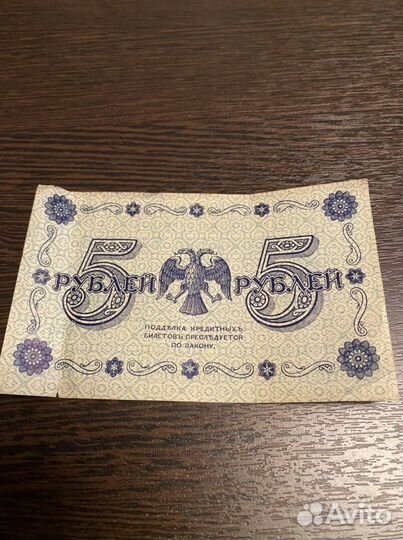 5 РУБЛЕЙ 5 РУБЛЕЙ
ПОДДѢЛКА КРЕДИТНЫХЪ
БИЛЕТОВЪ ПРЕСЛѢДУЕТСЯ
ПО ЗАКОНУ.
Avito